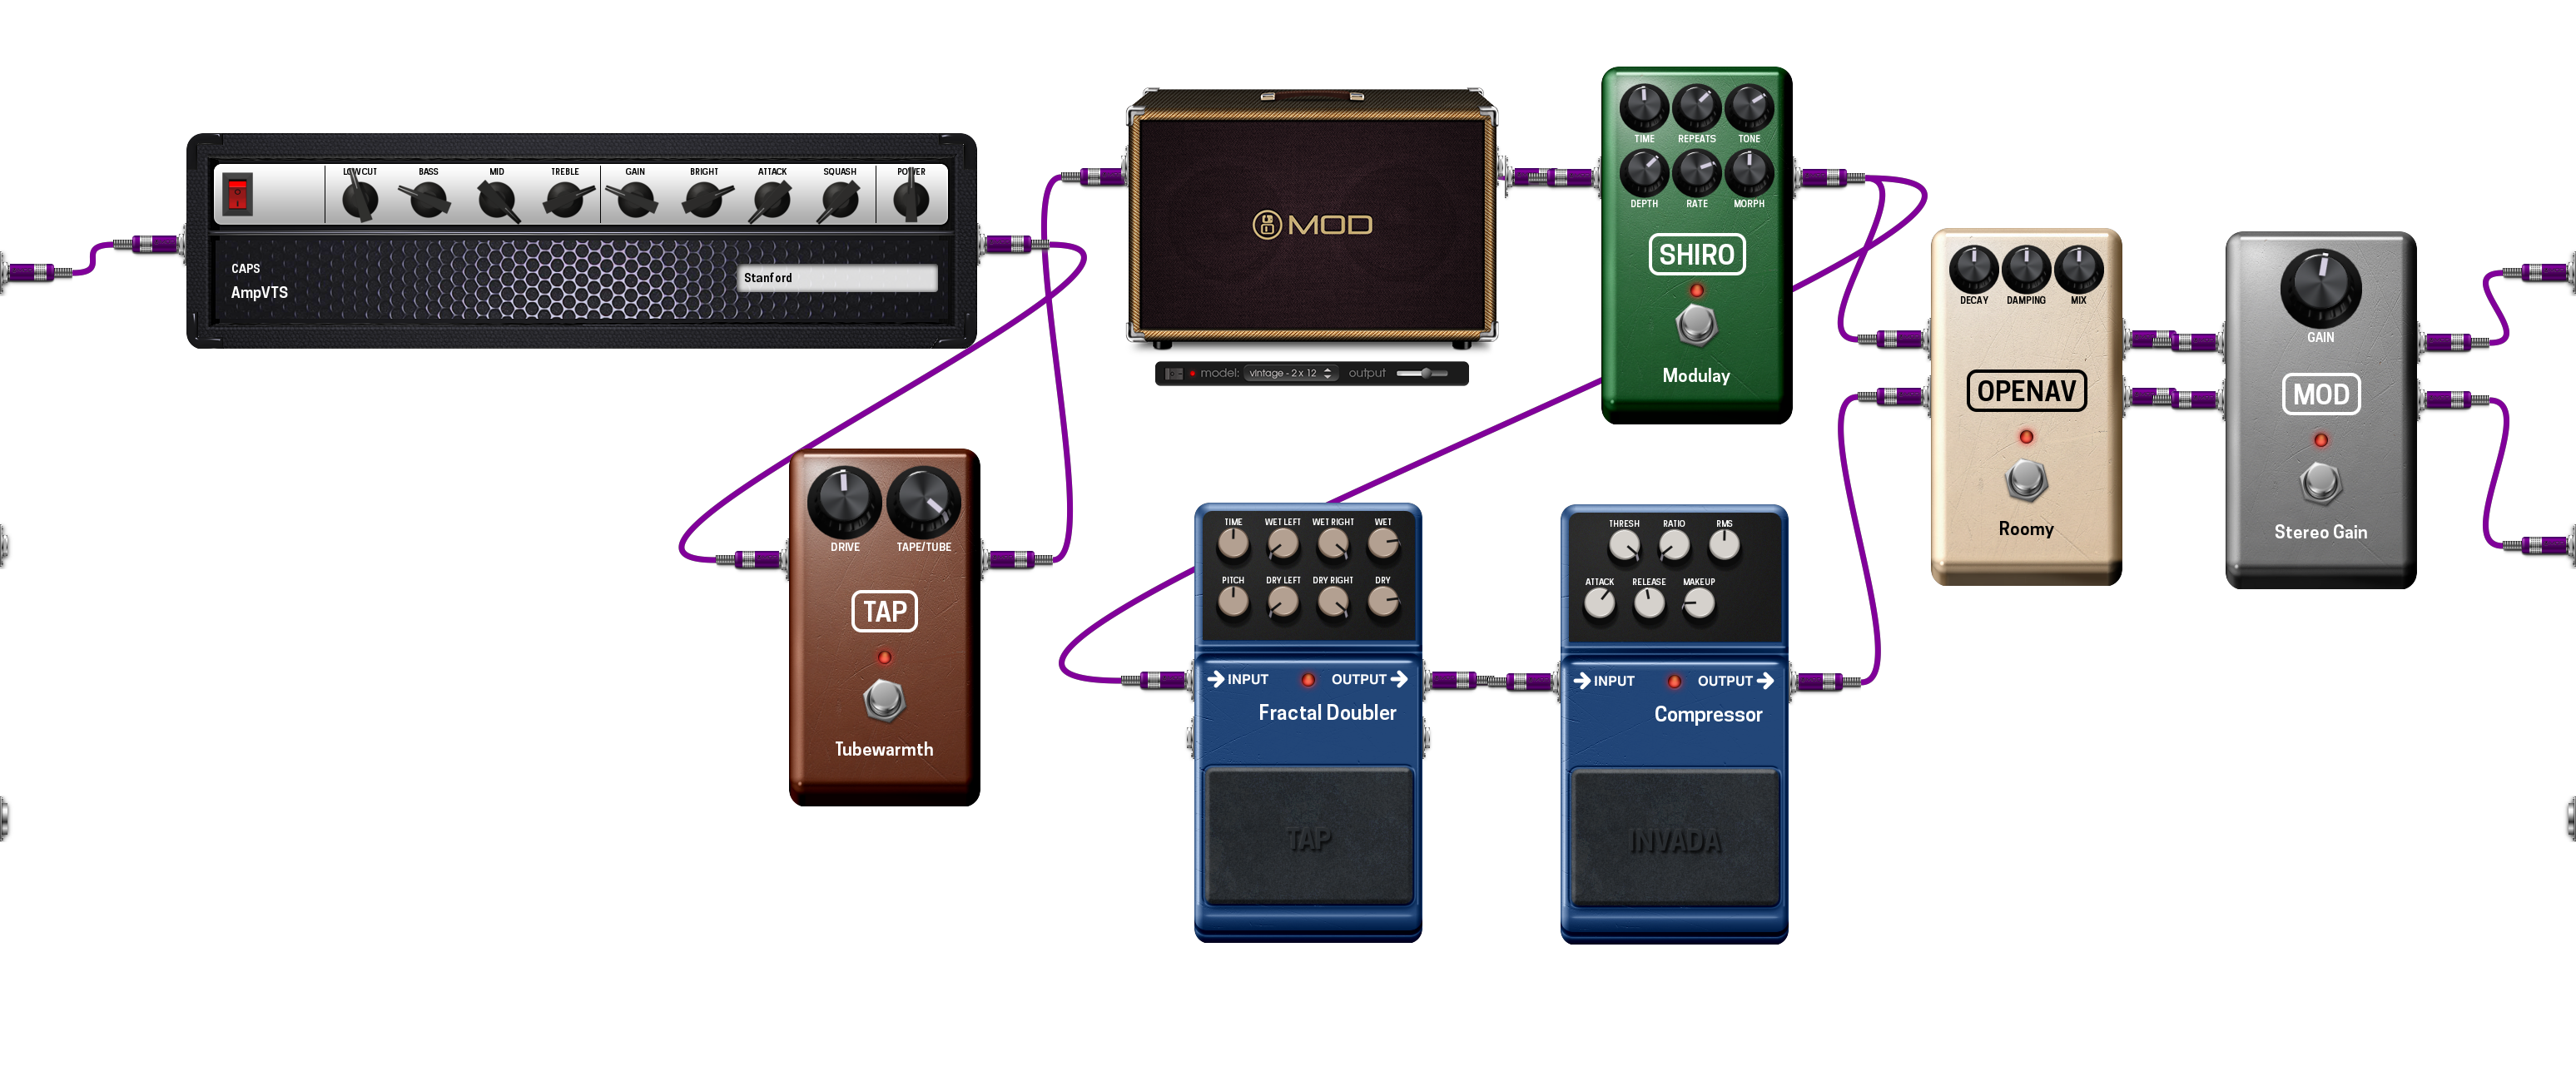 LOWCUT BASS MID TREBLE GAIN BRIGHT ATTACK SQUASH POWER
CAPS
AmpVTS
Stanford
MOD
model: vintage - 2 x 12 output
TIME REPEATS TONE
DEPTH RATE MORPH
SHIRO
Modulay
DECAY DAMPING MIX
OPENAV
Roomy
GAIN
MOD
Stereo Gain
DRIVE TAPE/TUBE
TAP
Tubewarmth
TIME WET LEFT WET RIGHT WET
PITCH DRY LEFT DRY RIGHT DRY
INPUT OUTPUT
Fractal Doubler
TAP
THRESH RATIO RMS
ATTACK RELEASE MAKEUP
INPUT OUTPUT
Compressor
INVADA